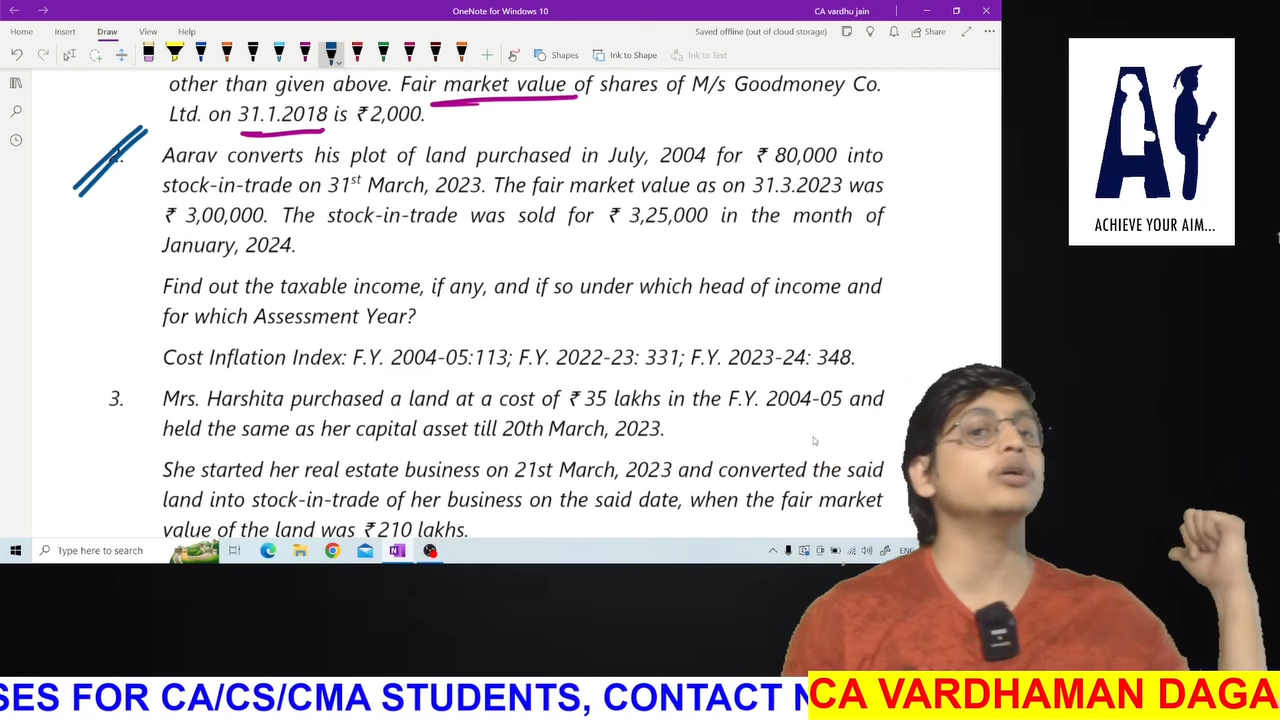 OneNote for Windows 10
CA vardhu jain
Home Insert Draw View Help
Saved offline (out of cloud storage)
Share
Shapes
Ink to Shape
Ink to Text
other than given above. Fair market value of shares of M/s Goodmoney Co.
Ltd. on 31.1.2018 is ₹ 2,000.
Aarav converts his plot of land purchased in July, 2004 for ₹ 80,000 into
stock-in-trade on 31st March, 2023. The fair market value as on 31.3.2023 was
₹ 3,00,000. The stock-in-trade was sold for ₹ 3,25,000 in the month of
January, 2024.
Find out the taxable income, if any, and if so under which head of income and
for which Assessment Year?
Cost Inflation Index: F.Y. 2004-05:113; F.Y. 2022-23: 331; F.Y. 2023-24: 348.
3. Mrs. Harshita purchased a land at a cost of ₹ 35 lakhs in the F.Y. 2004-05 and
held the same as her capital asset till 20th March, 2023.
She started her real estate business on 21st March, 2023 and converted the said
land into stock-in-trade of her business on the said date, when the fair market
value of the land was ₹ 210 lakhs.
Type here to search
ENG
A
ACHIEVE YOUR AIM...
SES FOR CA/CS/CMA STUDENTS, CONTACT N
CA VARDHAMAN DAGA